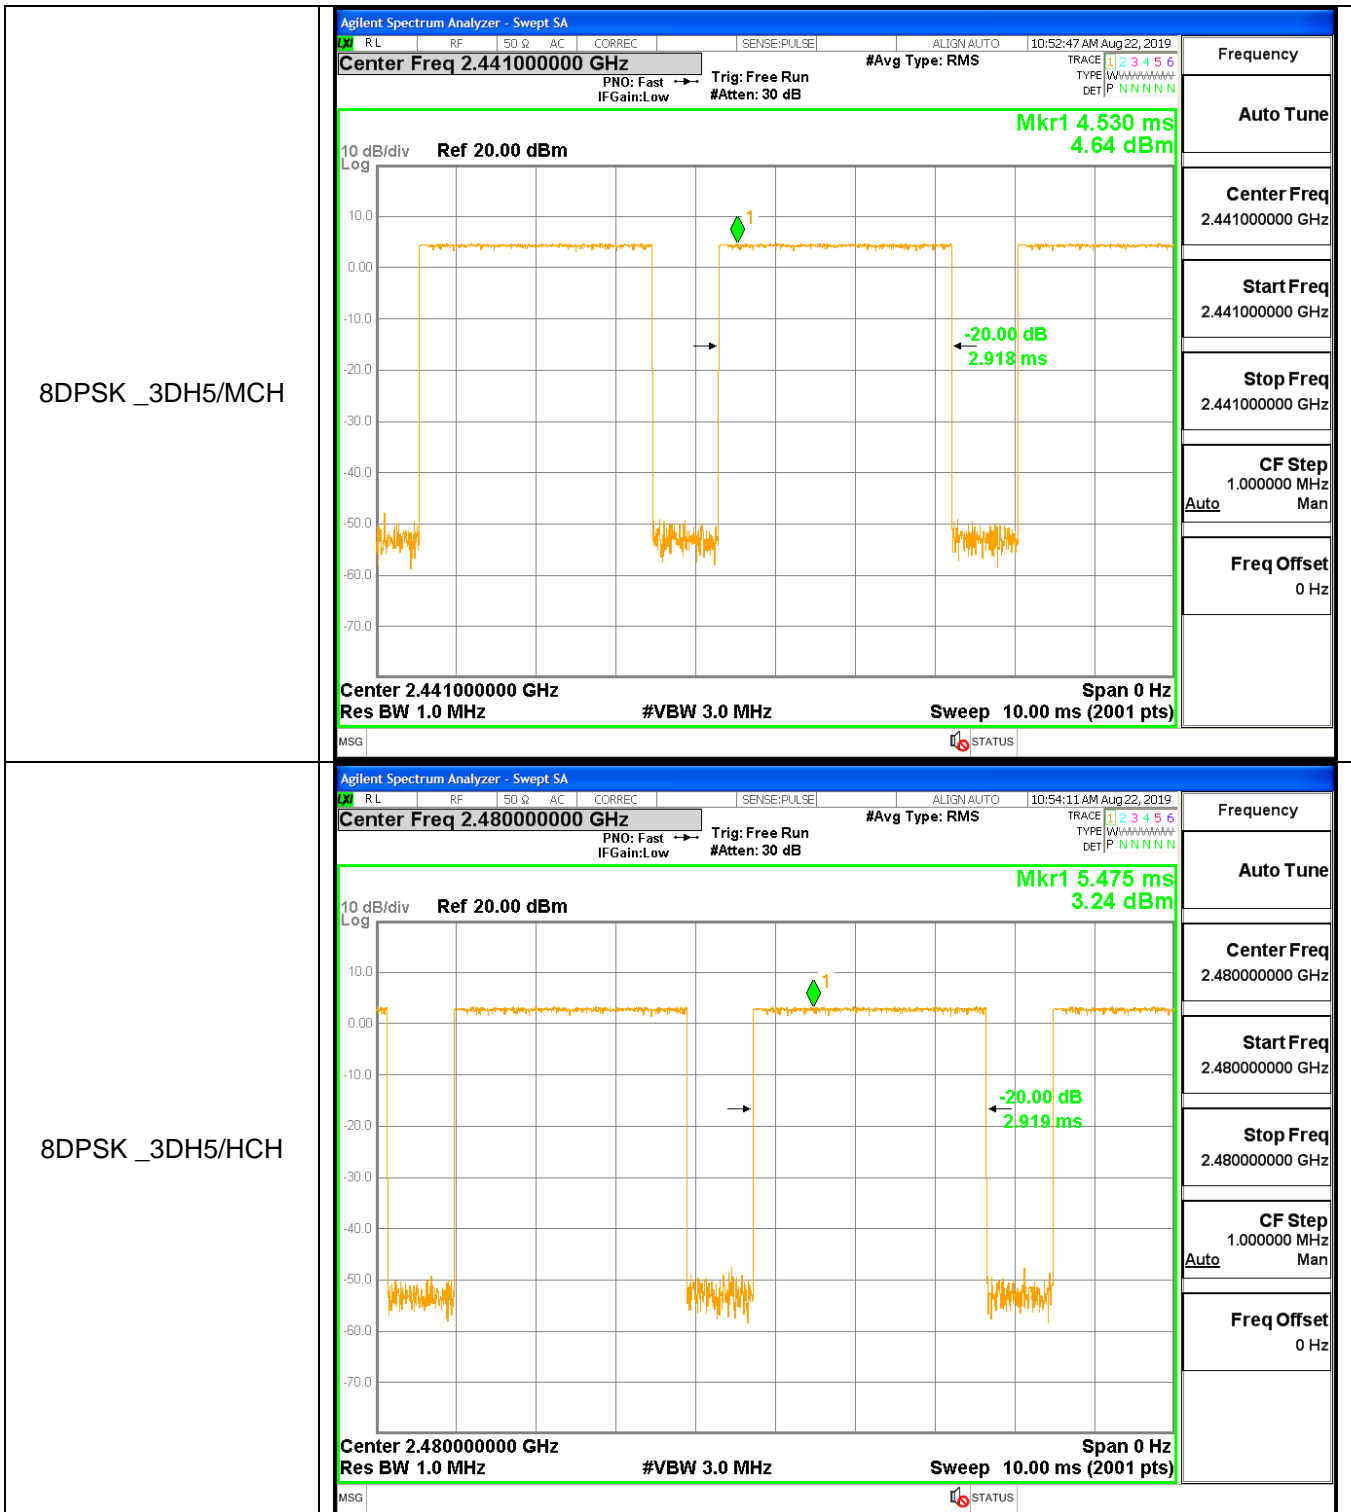 8DPSK _3DH5/MCH
Agilent Spectrum Analyzer - Swept SA
LXI RL RF 50 Ω AC CORREC SENSE:PULSE ALIGN AUTO 10:52:47 AM Aug 22, 2019
Center Freq 2.441000000 GHz #Avg Type: RMS TRACE 1 2 3 4 5 6
PNO: Fast Trig: Free Run TYPE WWWWWW
IFGain:Low #Atten: 30 dB DET P N N N N N
Mkr1 4.530 ms
10 dB/div Ref 20.00 dBm 4.64 dBm
Log
10.0
1
0.00
-10.0
-20.00 dB
2.918 ms
-20.0
-30.0
-40.0
-50.0
-60.0
-70.0
Center 2.441000000 GHz Span 0 Hz
Res BW 1.0 MHz #VBW 3.0 MHz Sweep 10.00 ms (2001 pts)
MSG STATUS
Frequency
Auto Tune
Center Freq
2.441000000 GHz
Start Freq
2.441000000 GHz
Stop Freq
2.441000000 GHz
CF Step
1.000000 MHz
Auto Man
Freq Offset
0 Hz
8DPSK _3DH5/HCH
Agilent Spectrum Analyzer - Swept SA
LXI RL RF 50 Ω AC CORREC SENSE:PULSE ALIGN AUTO 10:54:11 AM Aug 22, 2019
Center Freq 2.480000000 GHz #Avg Type: RMS TRACE 1 2 3 4 5 6
PNO: Fast Trig: Free Run TYPE WWWWWW
IFGain:Low #Atten: 30 dB DET P N N N N N
Mkr1 5.475 ms
10 dB/div Ref 20.00 dBm 3.24 dBm
Log
10.0
1
0.00
-10.0
-20.00 dB
2.919 ms
-20.0
-30.0
-40.0
-50.0
-60.0
-70.0
Center 2.480000000 GHz Span 0 Hz
Res BW 1.0 MHz #VBW 3.0 MHz Sweep 10.00 ms (2001 pts)
MSG STATUS
Frequency
Auto Tune
Center Freq
2.480000000 GHz
Start Freq
2.480000000 GHz
Stop Freq
2.480000000 GHz
CF Step
1.000000 MHz
Auto Man
Freq Offset
0 Hz